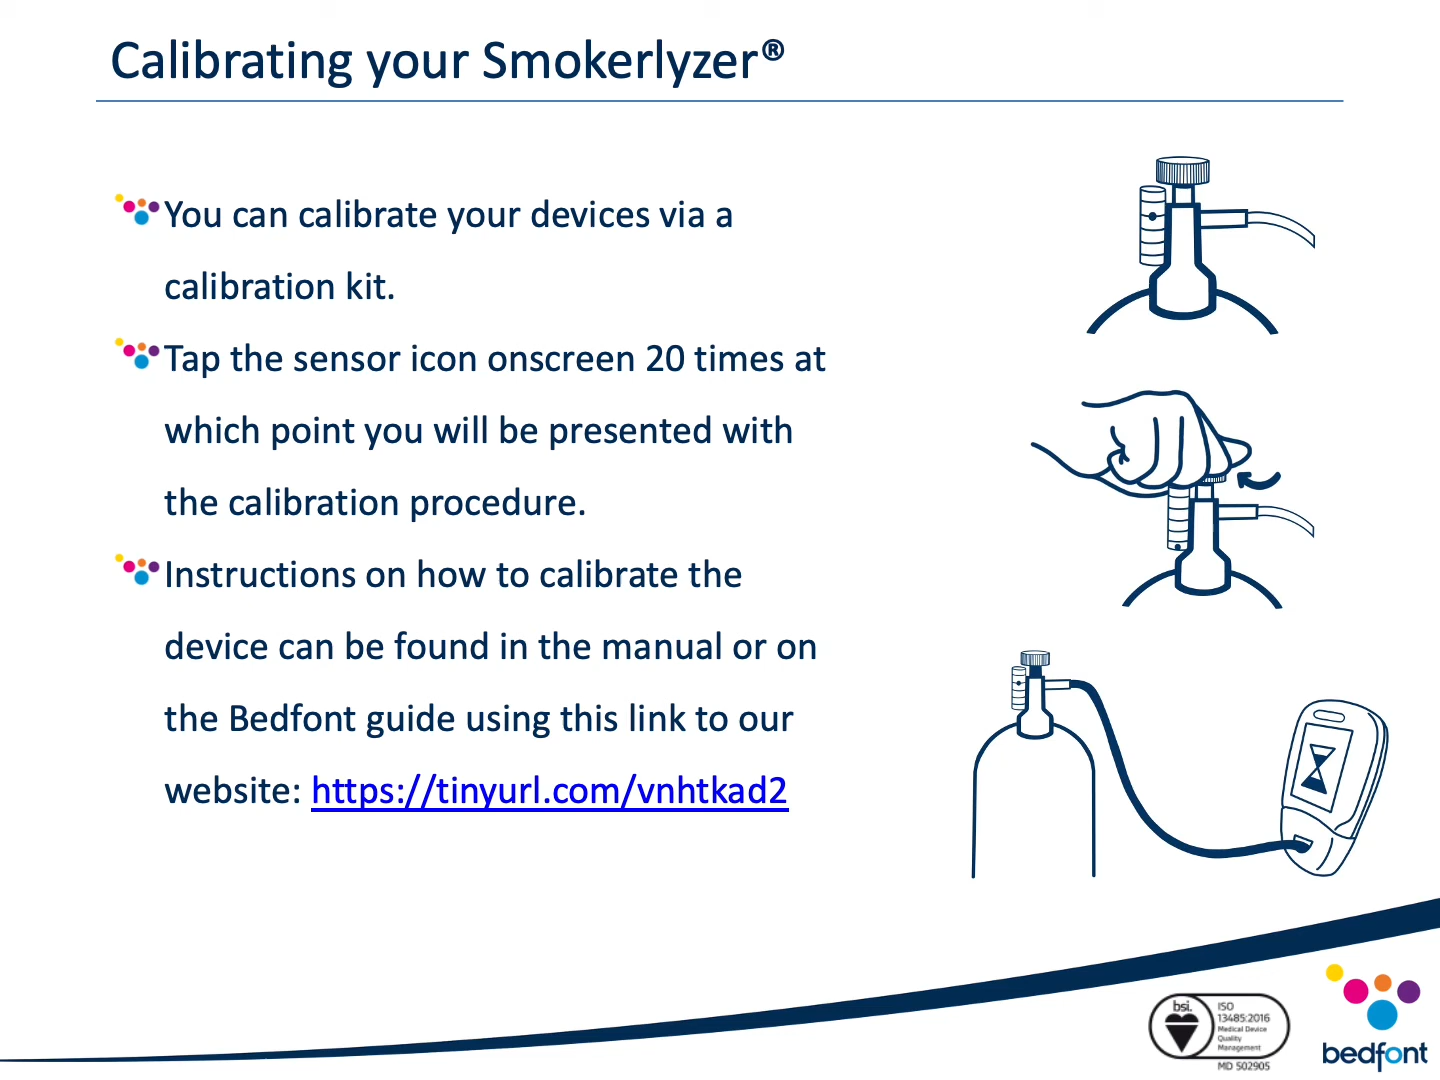 Calibrating your Smokerlyzer®
You can calibrate your devices via a
calibration kit.
Tap the sensor icon onscreen 20 times at
which point you will be presented with
the calibration procedure.
Instructions on how to calibrate the
device can be found in the manual or on
the Bedfont guide using this link to our
website: https://tinyurl.com/vnhtkad2
bsi.
ISO
13485:2016
Medical Device
Quality
Management
MD 502905
bedfont